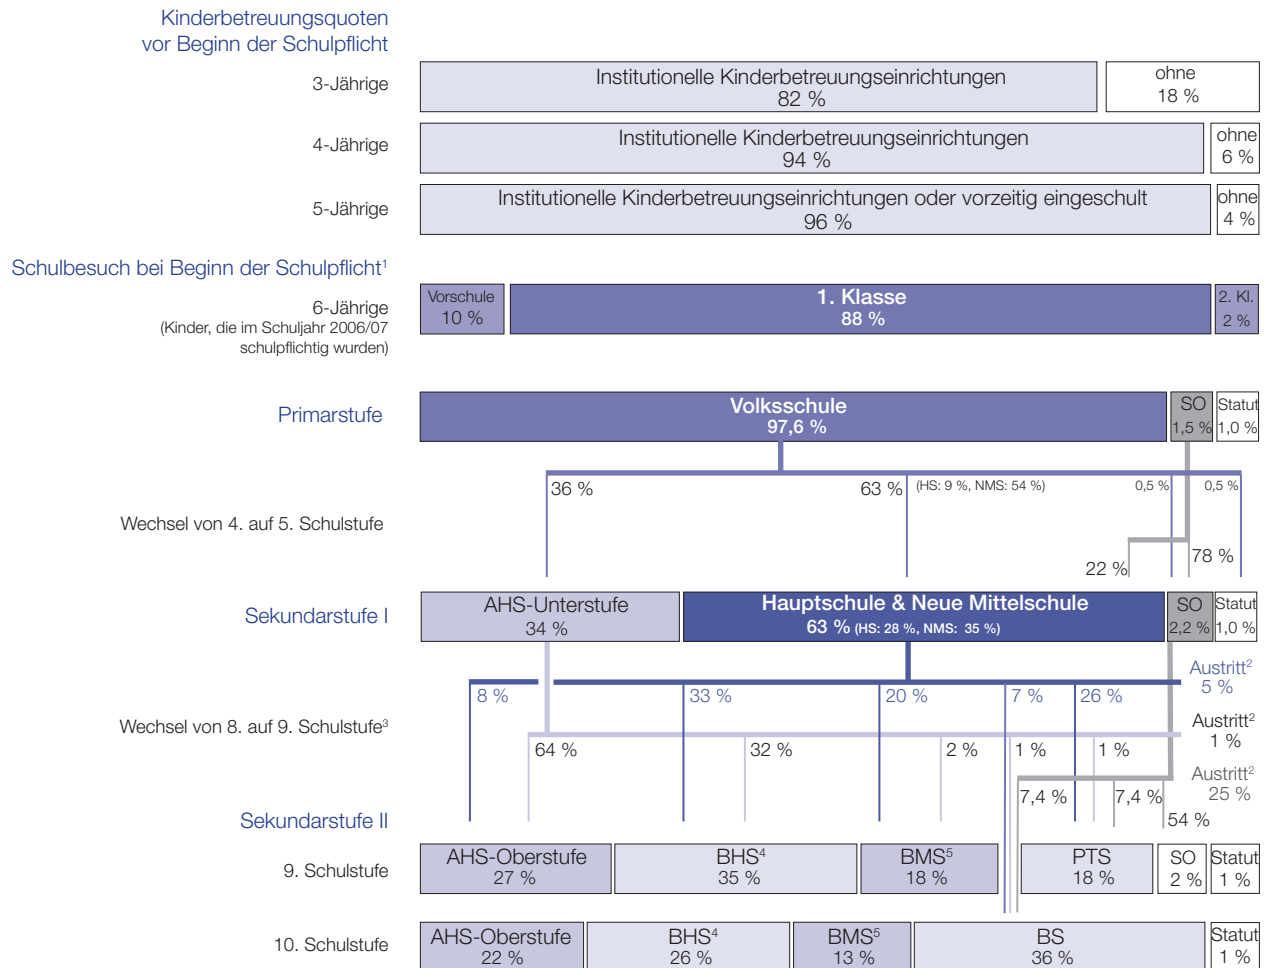 Kinderbetreuungsquoten
vor Beginn der Schulpflicht
3-Jährige
Institutionelle Kinderbetreuungseinrichtungen
82 %
ohne
18 %
4-Jährige
Institutionelle Kinderbetreuungseinrichtungen
94 %
ohne
6 %
5-Jährige
Institutionelle Kinderbetreuungseinrichtungen oder vorzeitig eingeschult
96 %
ohne
4 %
Schulbesuch bei Beginn der Schulpflicht¹
6-Jährige
(Kinder, die im Schuljahr 2006/07
schulpflichtig wurden)
Vorschule
10 %
1. Klasse
88 %
2. Kl.
2 %
Primarstufe
Volksschule
97,6 %
SO
1,5 %
Statut
1,0 %
36 %
63 % (HS: 9 %, NMS: 54 %)
0,5 %
0,5 %
Wechsel von 4. auf 5. Schulstufe
22 %
78 %
Sekundarstufe I
AHS-Unterstufe
34 %
Hauptschule & Neue Mittelschule
63 % (HS: 28 %, NMS: 35 %)
SO
2,2 %
Statut
1,0 %
8 %
33 %
20 %
7 %
26 %
Austritt²
5 %
Wechsel von 8. auf 9. Schulstufe³
64 %
32 %
2 %
1 %
1 %
Austritt²
1 %
7,4 %
7,4 %
54 %
Austritt²
25 %
Sekundarstufe II
9. Schulstufe
AHS-Oberstufe
27 %
BHS⁴
35 %
BMS⁵
18 %
PTS
18 %
SO
2 %
Statut
1 %
10. Schulstufe
AHS-Oberstufe
22 %
BHS⁴
26 %
BMS⁵
13 %
BS
36 %
Statut
1 %